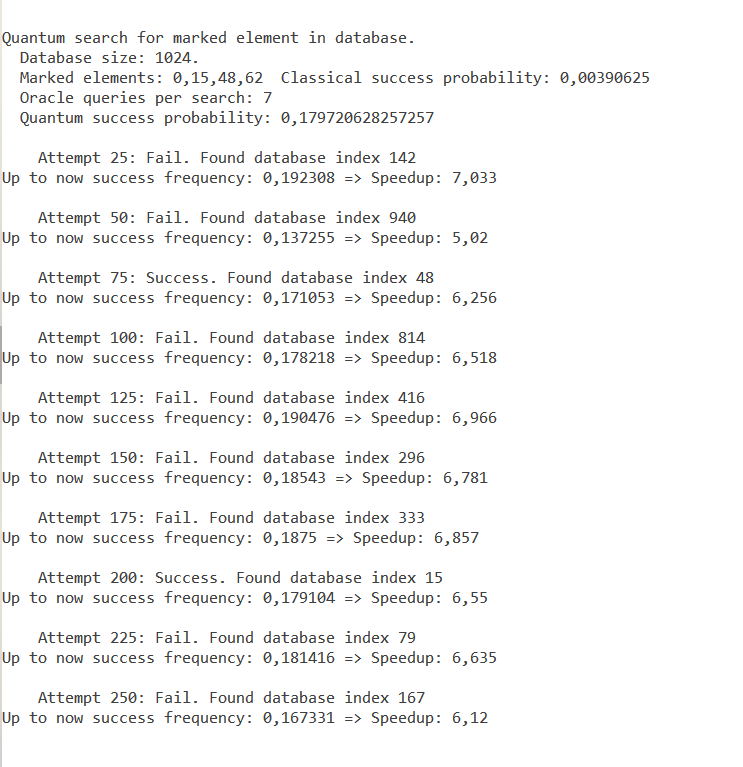 Quantum search for marked element in database.
Database size: 1024.
Marked elements: 0,15,48,62  Classical success probability: 0,00390625
Oracle queries per search: 7
Quantum success probability: 0,179720628257257
Attempt 25: Fail. Found database index 142
Up to now success frequency: 0,192308 => Speedup: 7,033
Attempt 50: Fail. Found database index 940
Up to now success frequency: 0,137255 => Speedup: 5,02
Attempt 75: Success. Found database index 48
Up to now success frequency: 0,171053 => Speedup: 6,256
Attempt 100: Fail. Found database index 814
Up to now success frequency: 0,178218 => Speedup: 6,518
Attempt 125: Fail. Found database index 416
Up to now success frequency: 0,190476 => Speedup: 6,966
Attempt 150: Fail. Found database index 296
Up to now success frequency: 0,18543 => Speedup: 6,781
Attempt 175: Fail. Found database index 333
Up to now success frequency: 0,1875 => Speedup: 6,857
Attempt 200: Success. Found database index 15
Up to now success frequency: 0,179104 => Speedup: 6,55
Attempt 225: Fail. Found database index 79
Up to now success frequency: 0,181416 => Speedup: 6,635
Attempt 250: Fail. Found database index 167
Up to now success frequency: 0,167331 => Speedup: 6,12